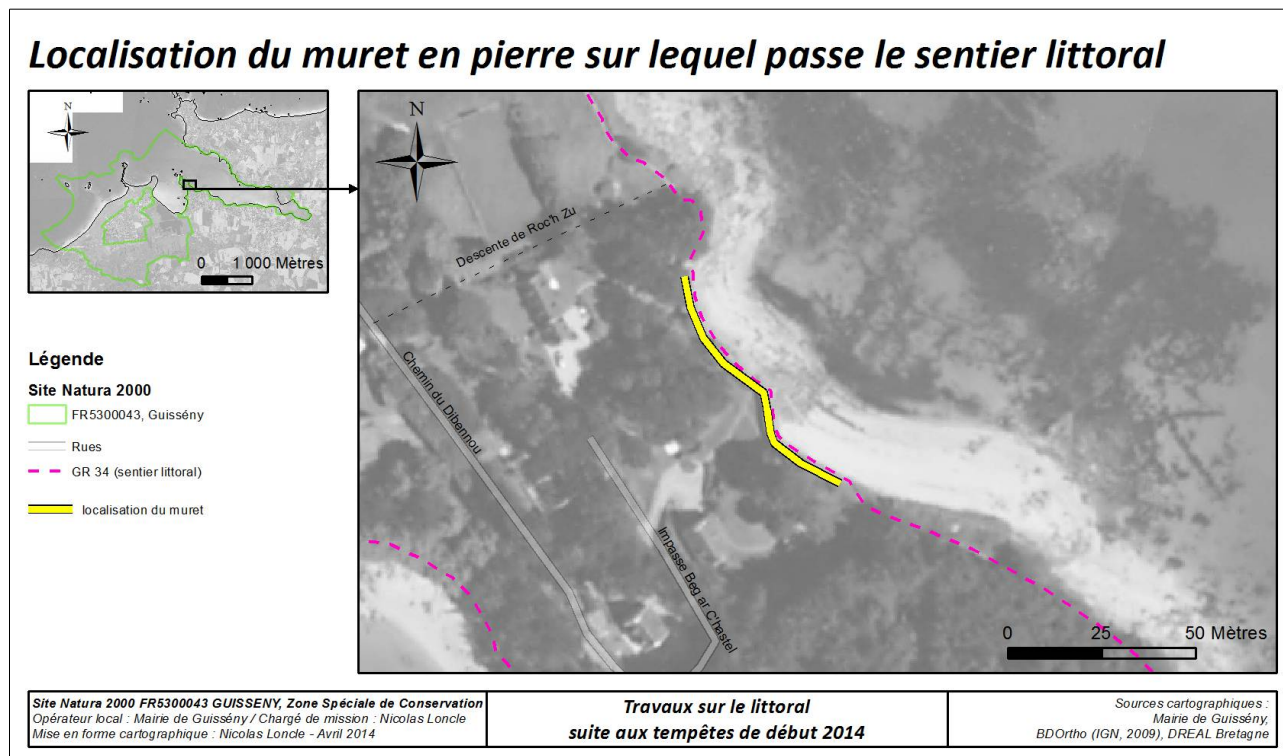 Localisation du muret en pierre sur lequel passe le sentier littoral
N
0 1 000 Mètres
N
Descente de Roc'h Zu
Chemin du Dibennou
Impasse Beg ar C'hastel
0 25 50 Mètres
Légende
Site Natura 2000
FR5300043, Guissény
Rues
GR 34 (sentier littoral)
localisation du muret
Site Natura 2000 FR5300043 GUISSENY, Zone Spéciale de Conservation
Opérateur local : Mairie de Guissény / Chargé de mission : Nicolas Loncle
Mise en forme cartographique : Nicolas Loncle - Avril 2014
Travaux sur le littoral
suite aux tempêtes de début 2014
Sources cartographiques :
Mairie de Guissény,
BDOrtho (IGN, 2009), DREAL Bretagne